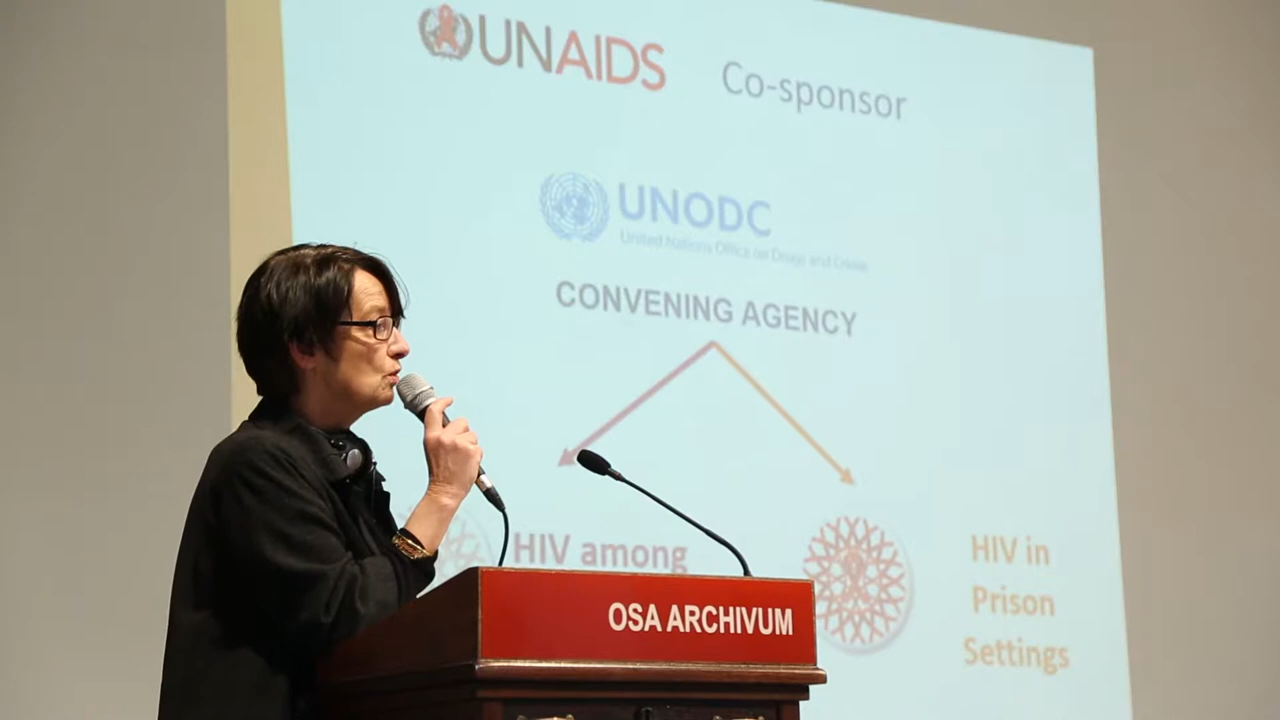 UNAIDS
Co-sponsor
UNODC
United Nations Office on Drugs and Crime
CONVENING AGENCY
HIV among
HIV in
Prison
Settings
OSA ARCHIVUM